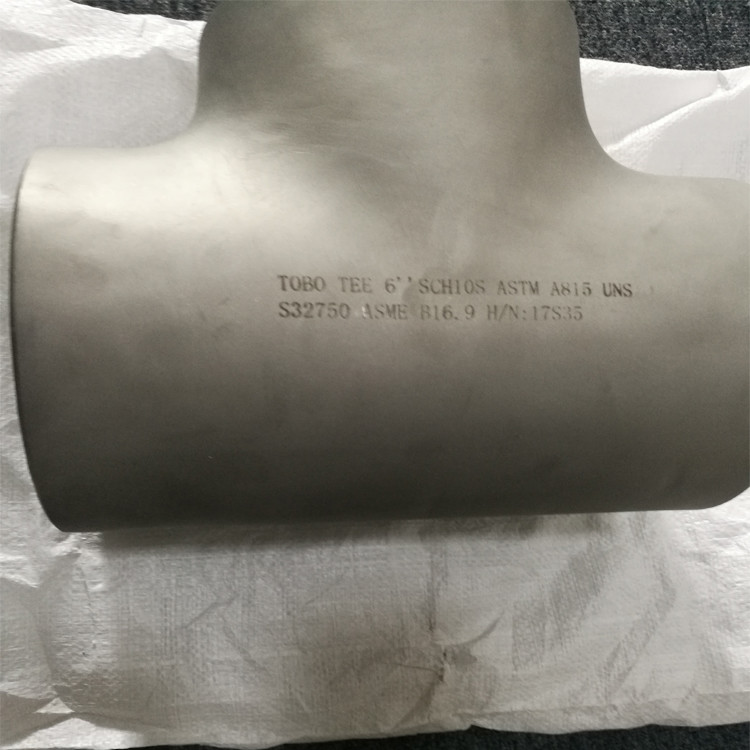 TOBO TEE 6'' SCH10S ASTM A815 UNS
S32750 ASME B16.9 H/N:17S35